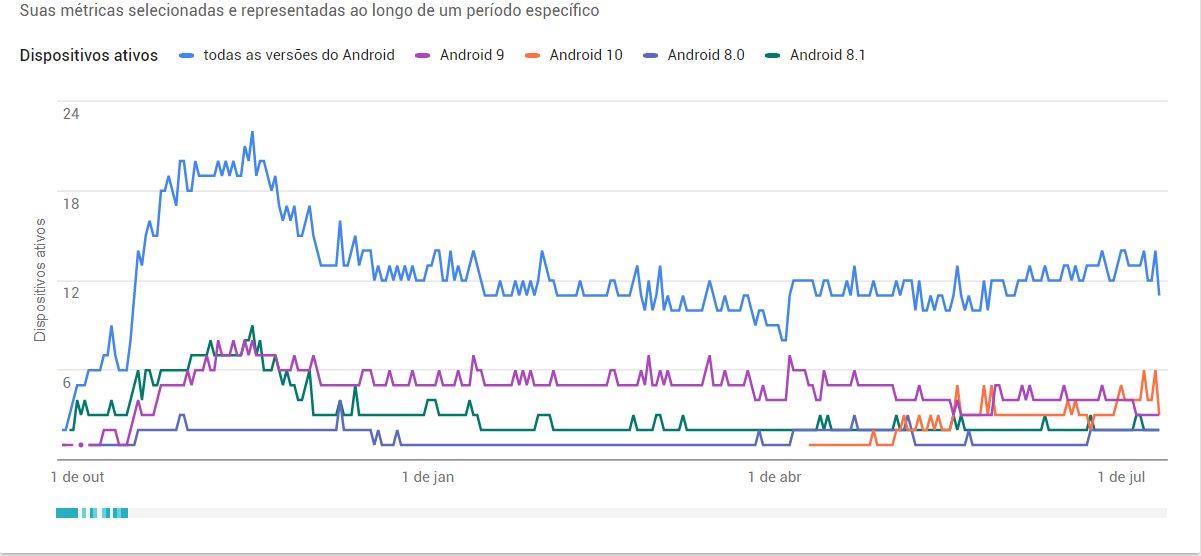 Suas métricas selecionadas e representadas ao longo de um período específico
Dispositivos ativos todas as versões do Android Android 9 Android 10 Android 8.0 Android 8.1
24
18
12
6
Dispositivos ativos
1 de out 1 de jan 1 de abr 1 de jul